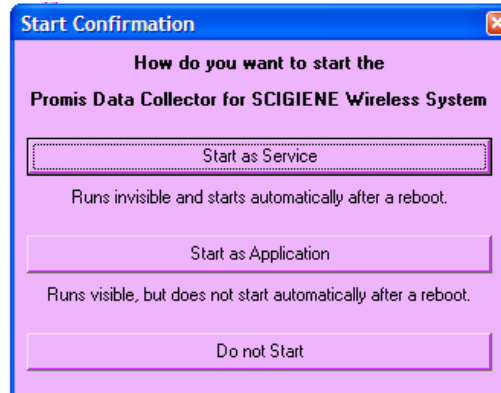 Start Confirmation
How do you want to start the
Promis Data Collector for SCIGIENE Wireless System
Start as Service
Runs invisible and starts automatically after a reboot.
Start as Application
Runs visible, but does not start automatically after a reboot.
Do not Start